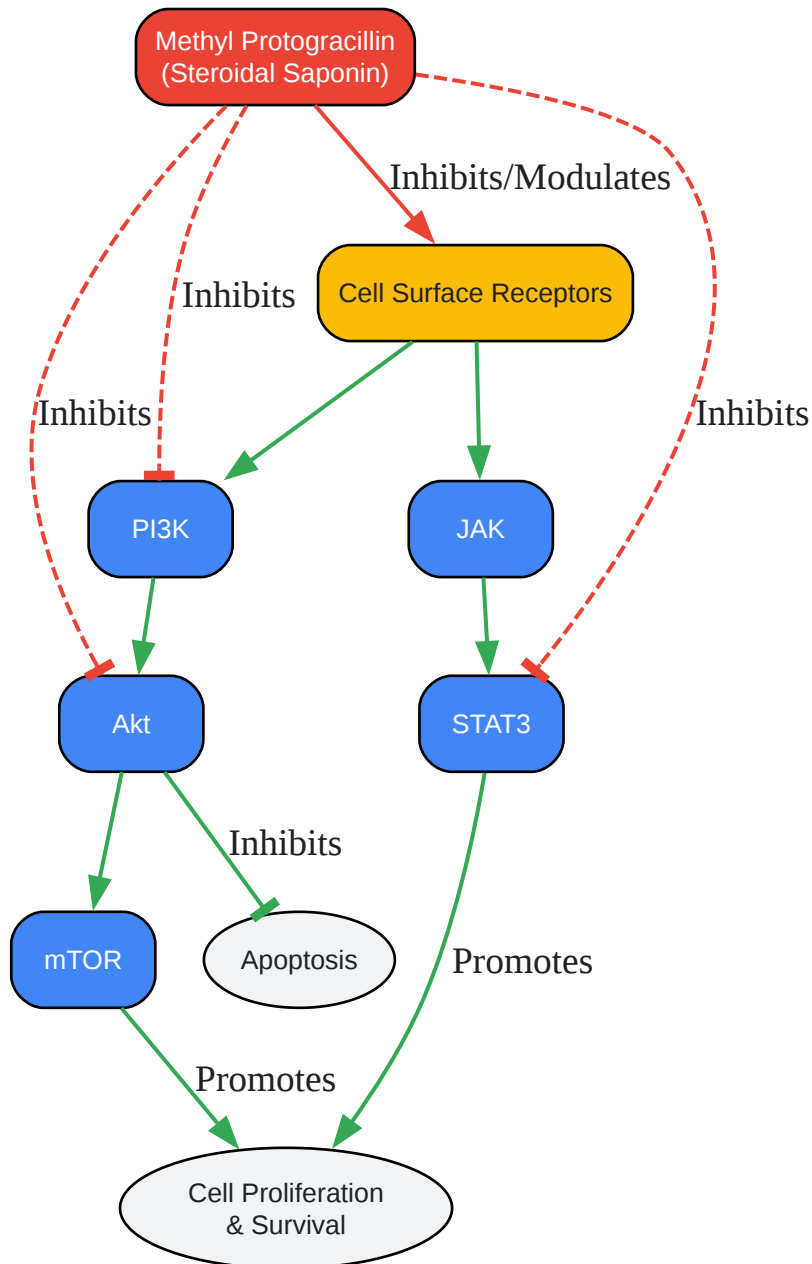 Methyl Protogracillin
(Steroidal Saponin)
Inhibits/Modulates
Inhibits
Cell Surface Receptors
Inhibits
Inhibits
PI3K
JAK
Akt
STAT3
Inhibits
mTOR
Apoptosis
Promotes
Promotes
Cell Proliferation
& Survival